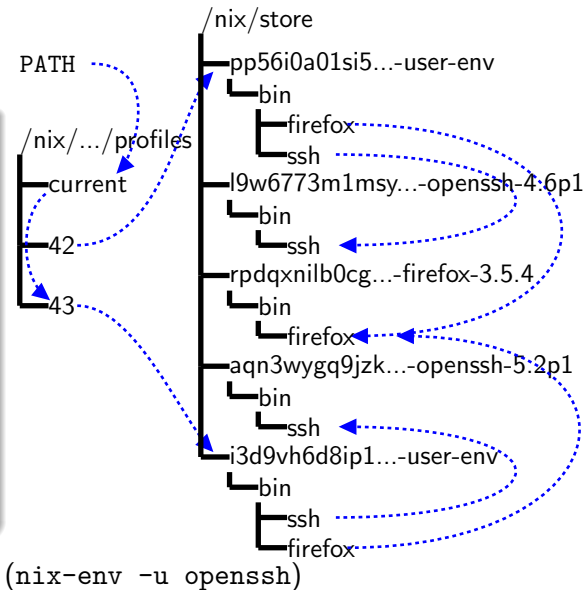 /nix/store
PATH
pp56i0a01si5...-user-env
bin
firefox
ssh
/nix/.../profiles
current
42
43
l9w6773m1msy...-openssh-4.6p1
bin
ssh
rpdqxnilb0cg...-firefox-3.5.4
bin
firefox
aqn3wygq9jzk...-openssh-5.2p1
bin
ssh
i3d9vh6d8ip1...-user-env
bin
ssh
firefox
(nix-env -u openssh)